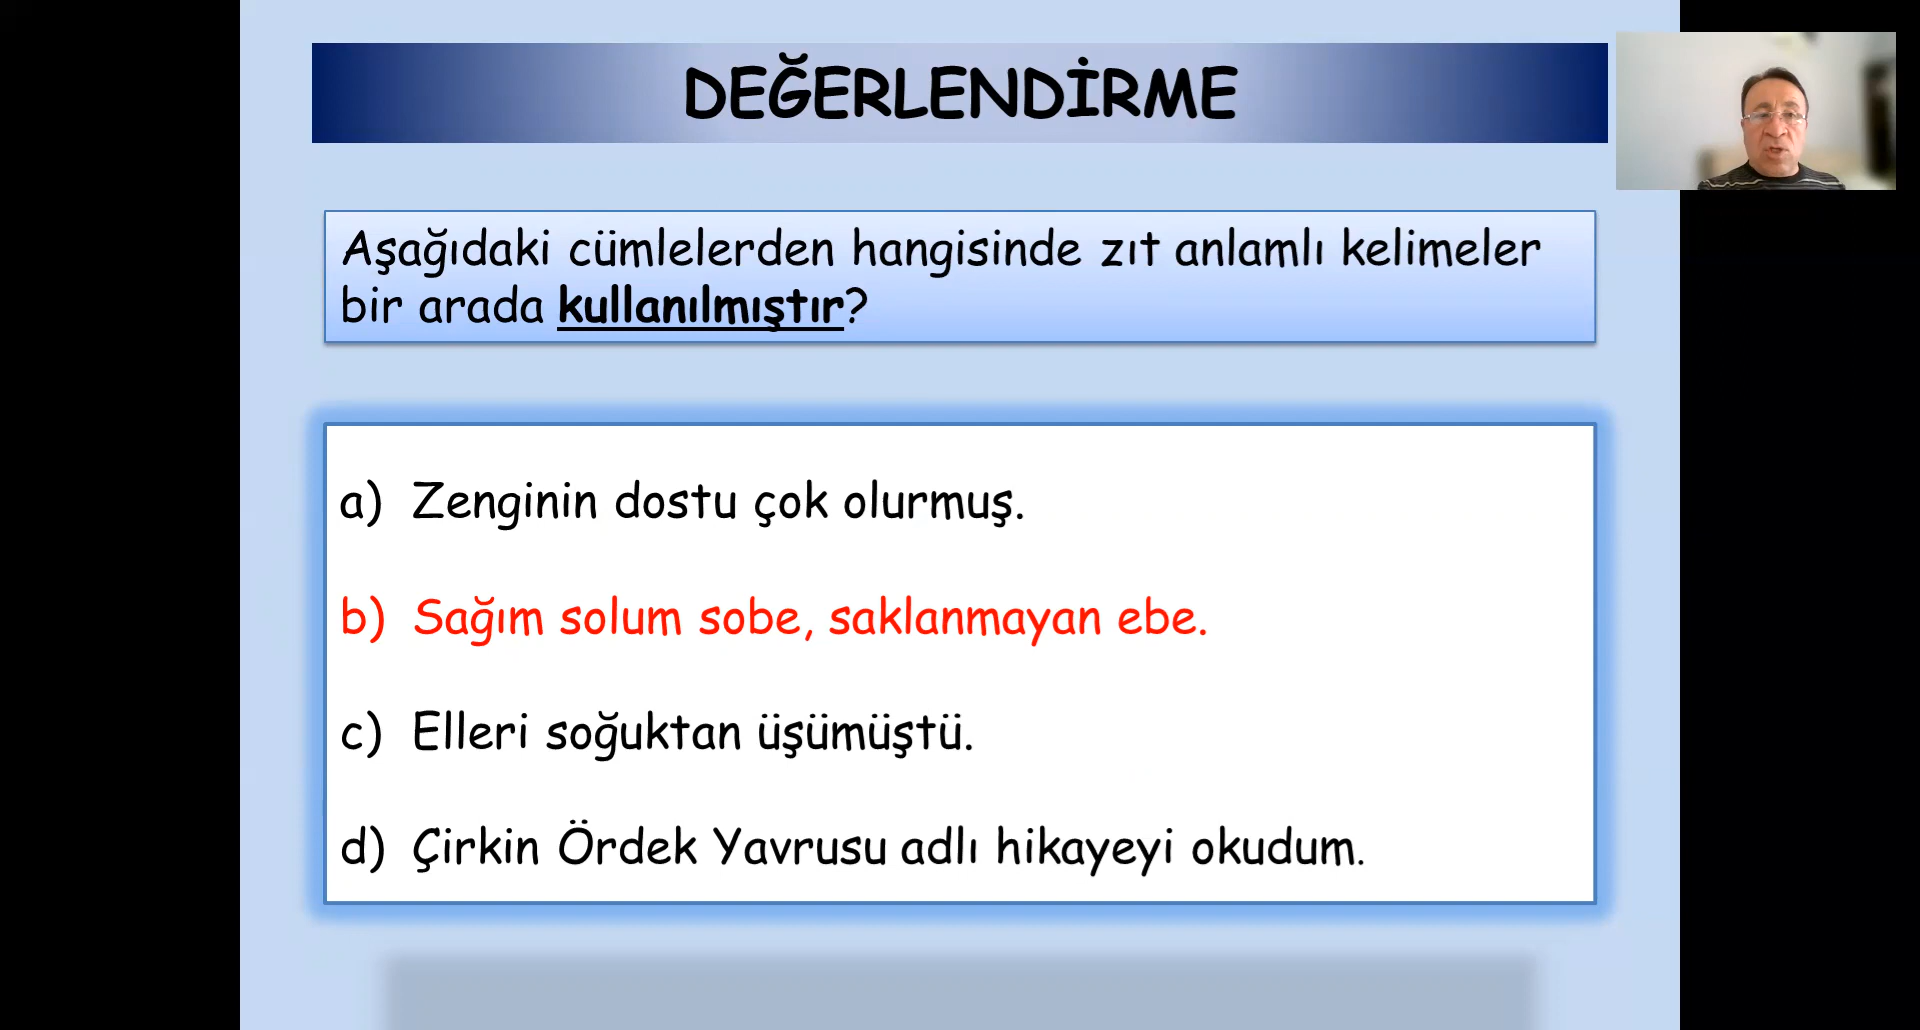 DEĞERLENDİRME
Aşağıdaki cümlelerden hangisinde zıt anlamlı kelimeler
bir arada kullanılmıştır?
a) Zenginin dostu çok olurmuş.
b) Sağım solum sobe, saklanmayan ebe.
c) Elleri soğuktan üşümüştü.
d) Çirkin Ördek Yavrusu adlı hikayeyi okudum.